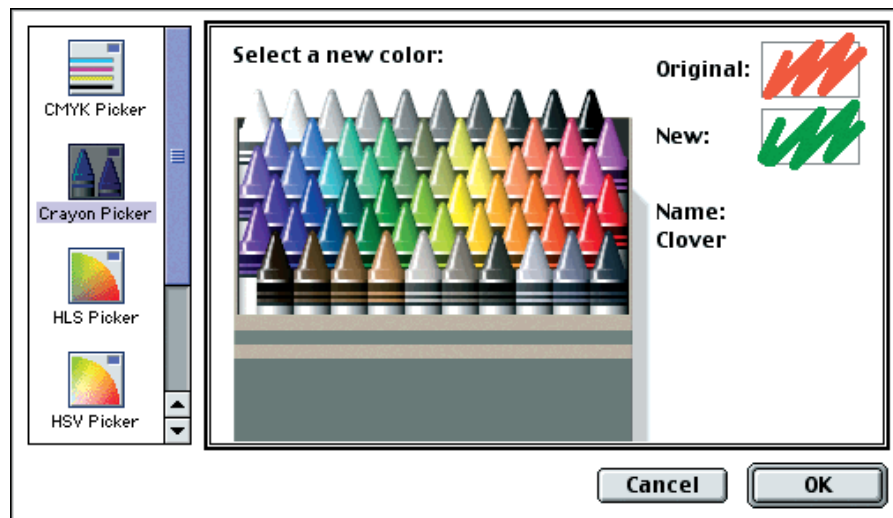 CMYK Picker
Crayon Picker
HLS Picker
HSV Picker
Select a new color:
Original:
New:
Name:
Clover
Cancel
OK